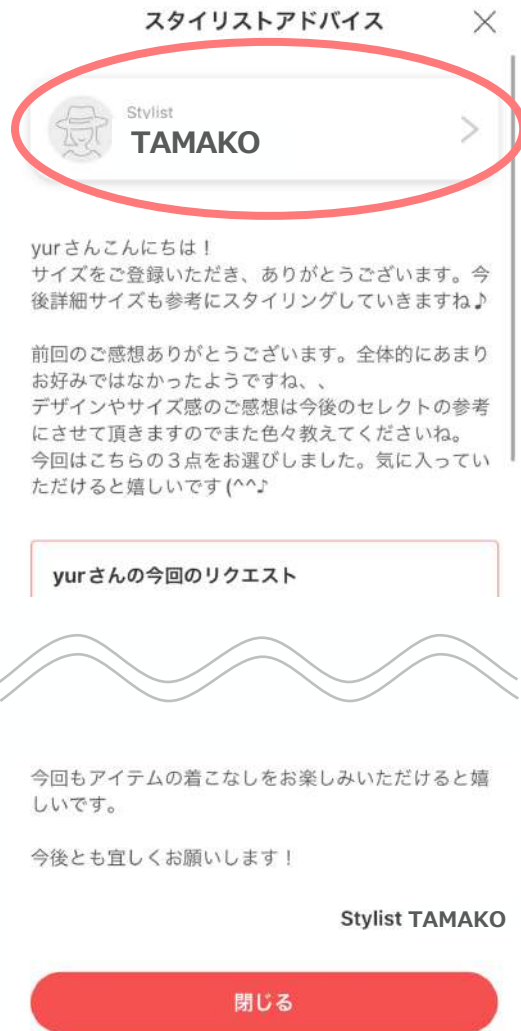 スタイリストアドバイス
Stylist
TAMAKO
yurさんこんにちは！
サイズをご登録いただき、ありがとうございます。今
後詳細サイズも参考にスタイリングしていきますね♪
前回のご感想ありがとうございます。全体的にあまり
お好みではなかったようですね、、
デザインやサイズ感のご感想は今後のセレクトの参考
にさせて頂きますのでまた色々教えてくださいね。
今回はこちらの３点をお選びしました。気に入ってい
ただけると嬉しいです(^^♪
yurさんの今回のリクエスト
今回もアイテムの着こなしをお楽しみいただけると嬉
しいです。
今後とも宜しくお願いします！
Stylist TAMAKO
閉じる